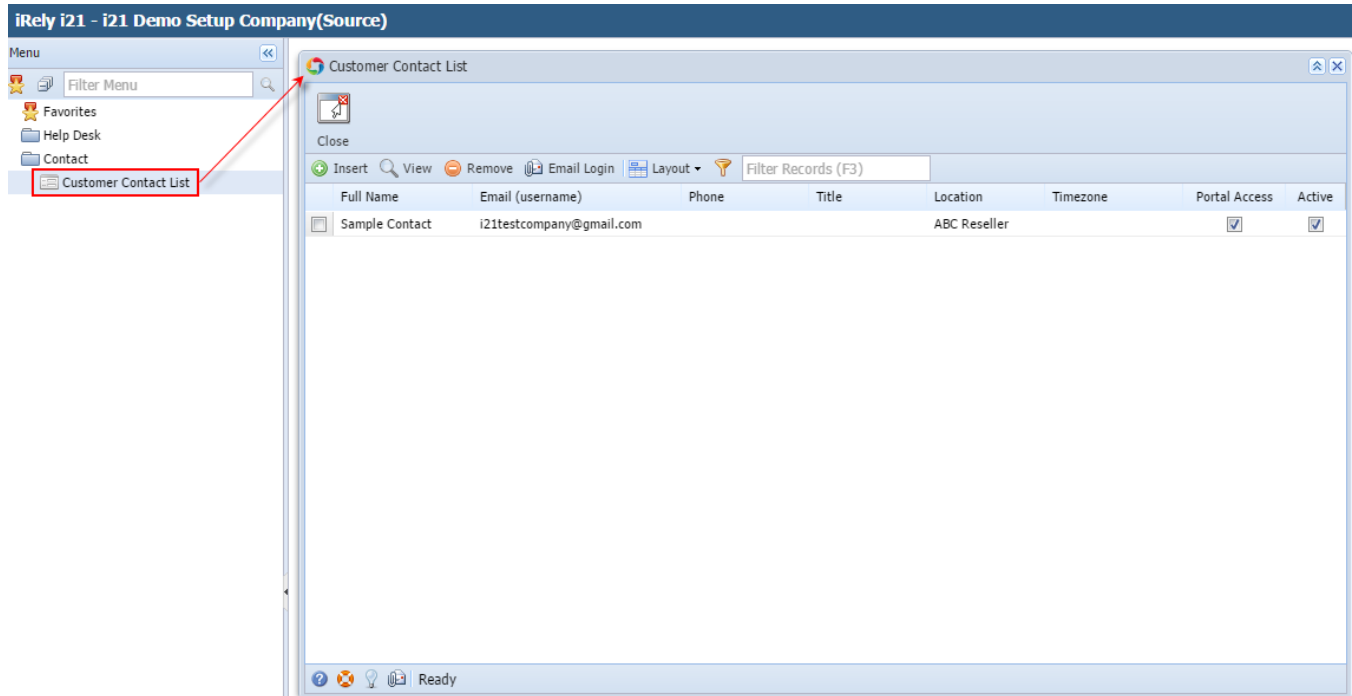 iRely i21 - i21 Demo Setup Company(Source)
Menu
Filter Menu
Favorites
Help Desk
Contact
Customer Contact List
Customer Contact List
Close
Insert View Remove Email Login Layout Filter Records (F3)
Full Name Email (username) Phone Title Location Timezone Portal Access Active
Sample Contact i21testcompany@gmail.com ABC Reseller
Ready